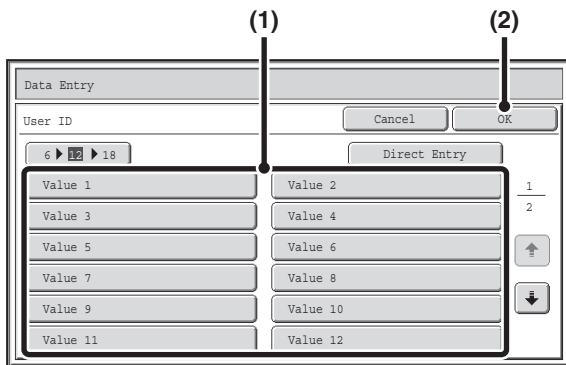 (1) (2)
Data Entry
User ID Cancel OK
6 12 18 Direct Entry
Value 1 Value 2 1
Value 3 Value 4 2
Value 5 Value 6
Value 7 Value 8
Value 9 Value 10
Value 11 Value 12